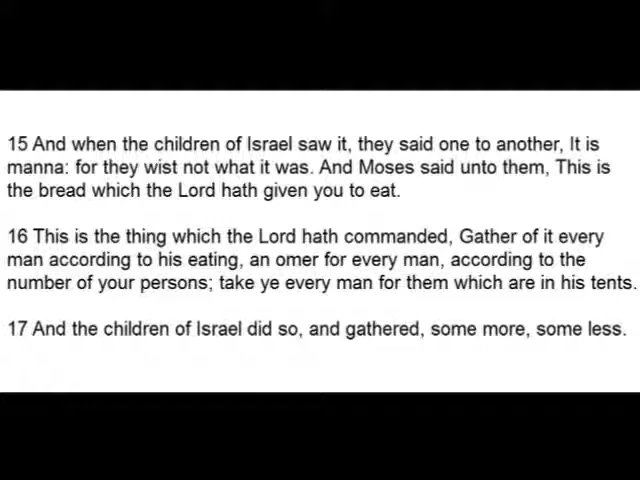 15 And when the children of Israel saw it, they said one to another, It is
manna: for they wist not what it was. And Moses said unto them, This is
the bread which the Lord hath given you to eat.
16 This is the thing which the Lord hath commanded, Gather of it every
man according to his eating, an omer for every man, according to the
number of your persons; take ye every man for them which are in his tents.
17 And the children of Israel did so, and gathered, some more, some less.